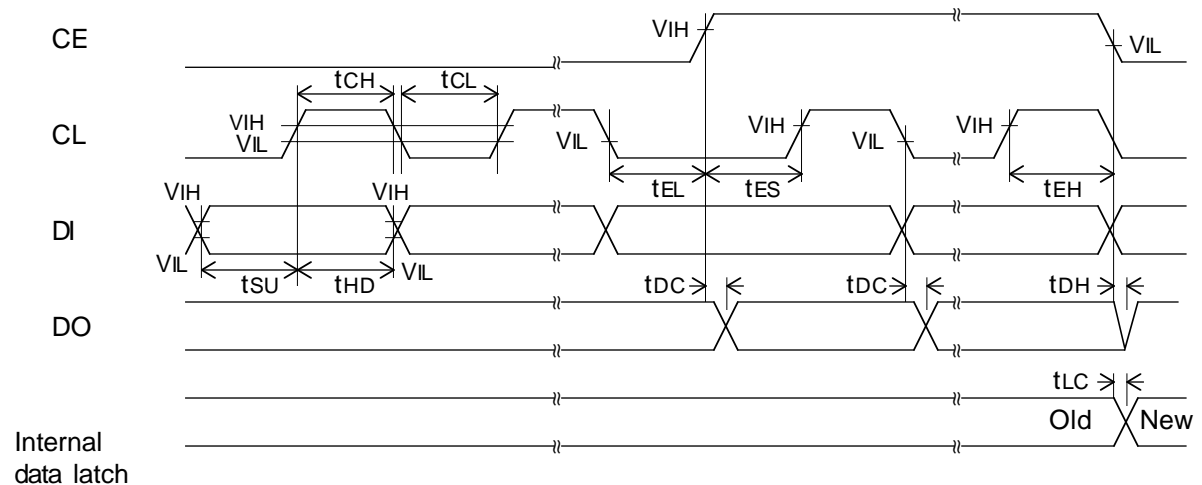 CE
VIH
VIL
tCH
tCL
CL
VIH
VIL
VIL
VIH
VIL
VIH
tEL
tES
tEH
DI
VIH
VIL
VIH
VIL
tSU
tHD
tDC
tDC
tDH
DO
tLC
Old
New
Internal
data latch